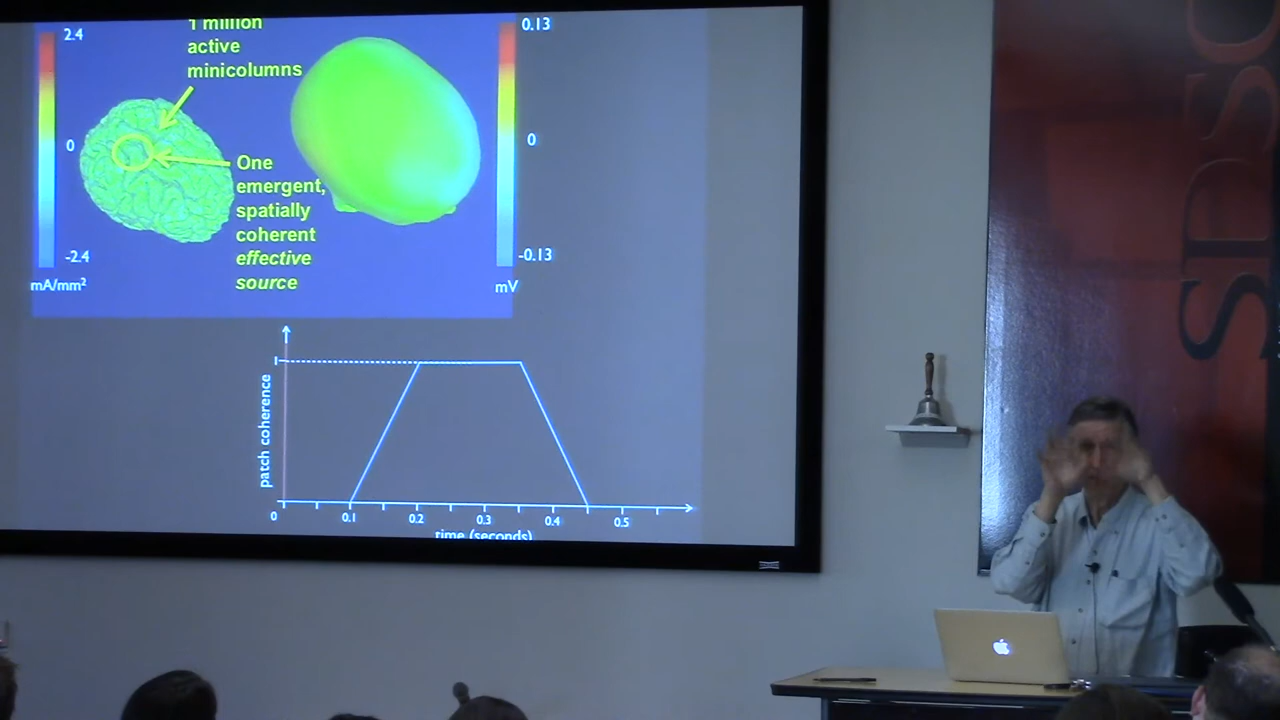 2.4
0
-2.4
mA/mm²
1 million
active
minicolumns
One
emergent,
spatially
coherent
effective
source
0.13
0
-0.13
mV
1
patch coherence
0
0.1
0.2
0.3
0.4
0.5
time (seconds)